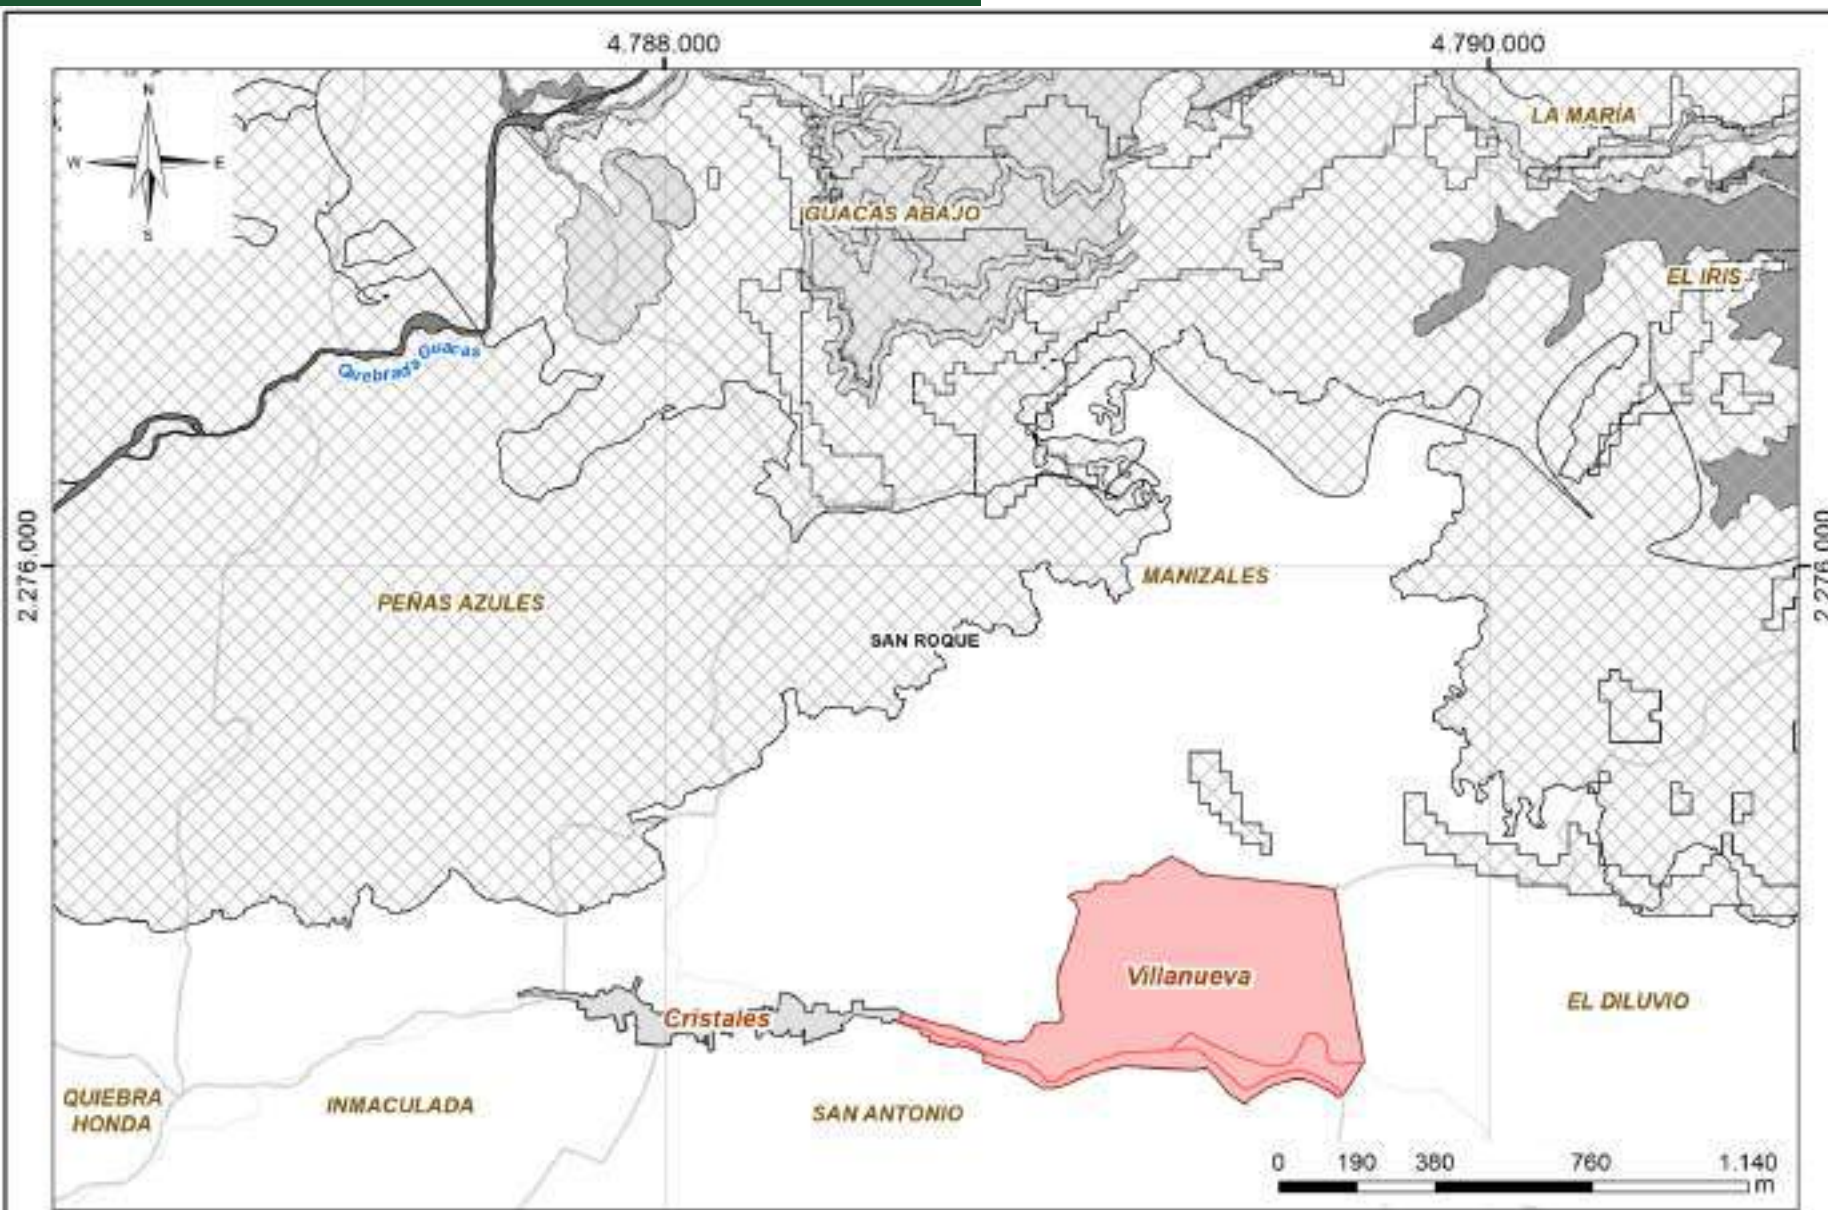 4.788.000
4.790.000
N
W
E
S
LA MARÍA
GUACAS ABAJO
EL IRIS
Quebrada Guacas
2.276.000
2.276.000
MANIZALES
PEÑAS AZULES
SAN ROQUE
Villanueva
EL DILUVIO
Cristales
QUIEBRA
HONDA
INMACULADA
SAN ANTONIO
0 190 380 760 1.140
m